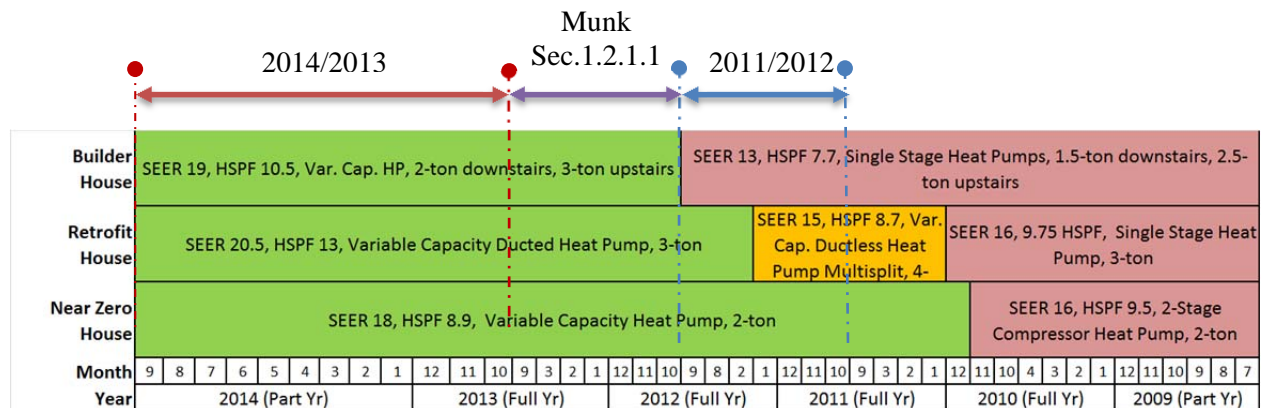 Munk
Sec.1.2.1.1
2014/2013
2011/2012
Builder
House
SEER 19, HSPF 10.5, Var. Cap. HP, 2-ton downstairs, 3-ton upstairs
SEER 13, HSPF 7.7, Single Stage Heat Pumps, 1.5-ton downstairs, 2.5-
ton upstairs
Retrofit
House
SEER 20.5, HSPF 13, Variable Capacity Ducted Heat Pump, 3-ton
SEER 15, HSPF 8.7, Var.
Cap. Ductless Heat
Pump Multisplit, 4-
SEER 16, 9.75 HSPF, Single Stage Heat
Pump, 3-ton
Near Zero
House
SEER 18, HSPF 8.9, Variable Capacity Heat Pump, 2-ton
SEER 16, HSPF 9.5, 2-Stage
Compressor Heat Pump, 2-ton
Month 9 8 7 6 5 4 3 2 1 12 11 10 9 3 2 1 12 11 10 9 8 2 1 12 11 10 9 3 2 1 12 11 10 4 3 2 1 12 11 10 9 8 7
Year 2014 (Part Yr) 2013 (Full Yr) 2012 (Full Yr) 2011 (Full Yr) 2010 (Full Yr) 2009 (Part Yr)